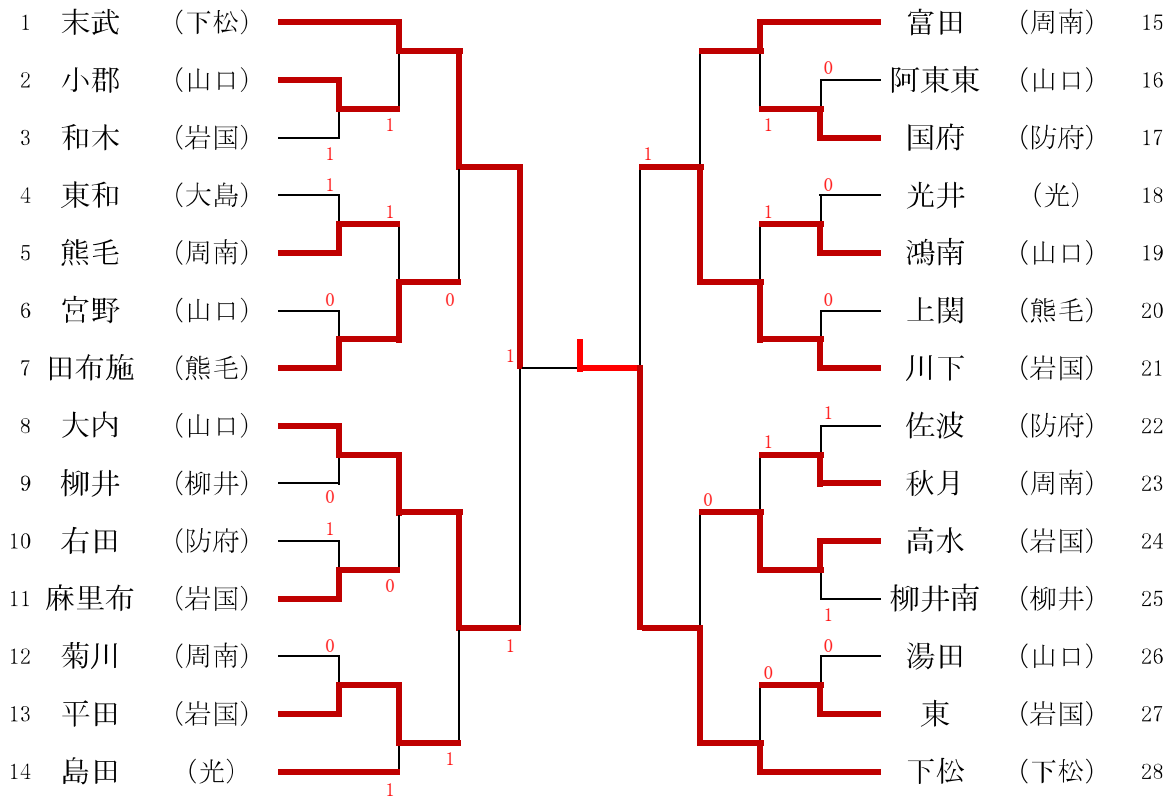 1 末武 （下松）
2 小郡 （山口）
3 和木 （岩国）
4 東和 （大島）
5 熊毛 （周南）
6 宮野 （山口）
7 田布施 （熊毛）
8 大内 （山口）
9 柳井 （柳井）
10 右田 （防府）
11 麻里布 （岩国）
12 菊川 （周南）
13 平田 （岩国）
14 島田 （光）
1
1
1
1
0
0
1
0
1
0
0
1
1
1
富田 （周南） 15
阿東東 （山口） 16
国府 （防府） 17
光井 （光） 18
鴻南 （山口） 19
上関 （熊毛） 20
川下 （岩国） 21
佐波 （防府） 22
秋月 （周南） 23
高水 （岩国） 24
柳井南 （柳井） 25
湯田 （山口） 26
東 （岩国） 27
下松 （下松） 28
0
1
1
0
1
0
1
1
0
1
0
0